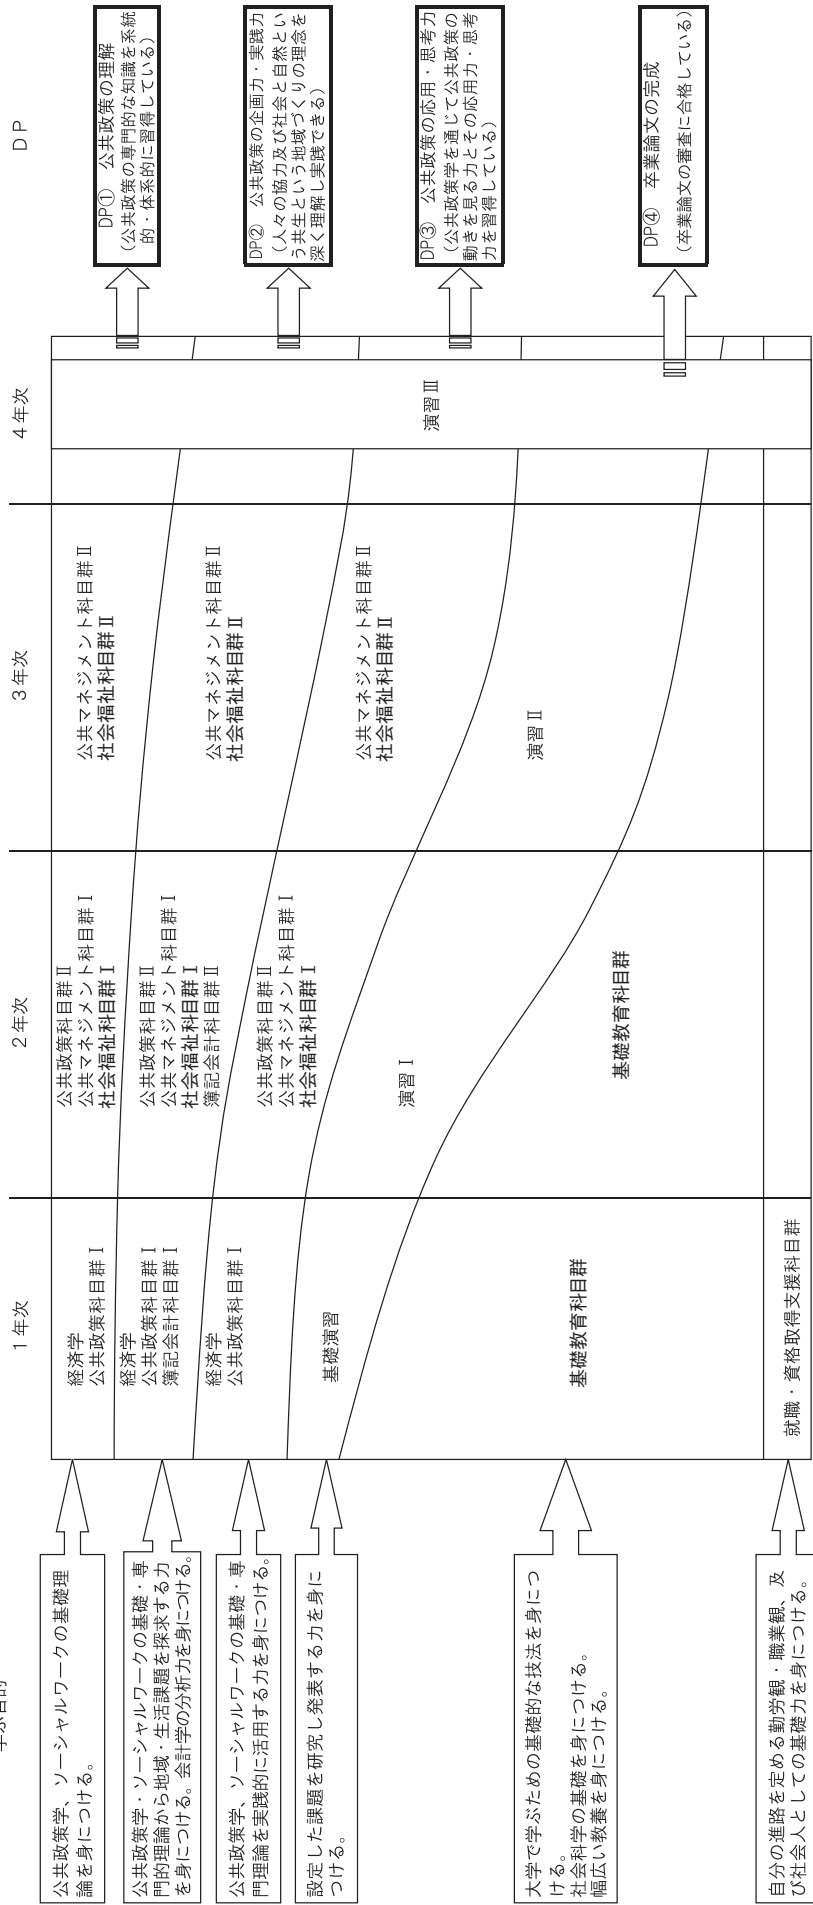 学ぶ目的
1年次
2年次
3年次
4年次
DP
公共政策学、ソーシャルワークの基礎理
論を身につける。
経済学
公共政策科目群Ⅰ
公共政策科目群Ⅱ
公共マネジメント科目群Ⅰ
社会福祉科目群Ⅰ
公共マネジメント科目群Ⅱ
社会福祉科目群Ⅱ
DP① 公共政策の理解
(公共政策の専門的な知識を系統
的・体系的に習得している)
公共政策学・ソーシャルワークの基礎・専
門的理論から地域・生活課題を探求する力
を身につける。会計学の分析力を身につける。
経済学
公共政策科目群Ⅰ
簿記会計科目群Ⅰ
公共政策科目群Ⅱ
公共マネジメント科目群Ⅰ
社会福祉科目群Ⅰ
簿記会計科目群Ⅱ
公共マネジメント科目群Ⅱ
社会福祉科目群Ⅱ
DP② 公共政策の企画力・実践力
(人々の協力及び社会と自然とい
う共生という地域づくりの理念を
深く理解し実践できる)
公共政策学、ソーシャルワークの基礎・専
門理論を実践的に活用する力を身につける。
経済学
公共政策科目群Ⅰ
公共政策科目群Ⅱ
公共マネジメント科目群Ⅰ
社会福祉科目群Ⅰ
公共マネジメント科目群Ⅱ
社会福祉科目群Ⅱ
演習Ⅲ
DP③ 公共政策の応用・思考力
(公共政策学を通じて公共政策の
動きを見る力とその応用力・思考
力を習得している)
設定した課題を研究し発表する力を身に
つける。
基礎演習
演習Ⅰ
演習Ⅱ
DP④ 卒業論文の完成
(卒業論文の審査に合格している)
大学で学ぶための基礎的な技法を身につ
ける。
社会科学の基礎を身につける。
幅広い教養を身につける。
基礎教育科目群
基礎教育科目群
自分の進路を定める勤労観・職業観、及
び社会人としての基礎力を身につける。
就職・資格取得支援科目群